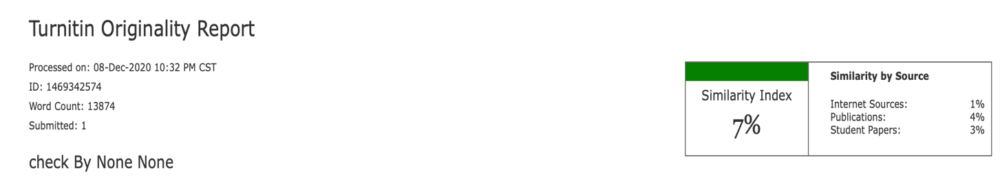 Turnitin Originality Report
Processed on: 08-Dec-2020 10:32 PM CST
ID: 1469342574
Word Count: 13874
Submitted: 1
check By None None
Similarity Index
7%
Similarity by Source
Internet Sources: 1%
Publications: 4%
Student Papers: 3%